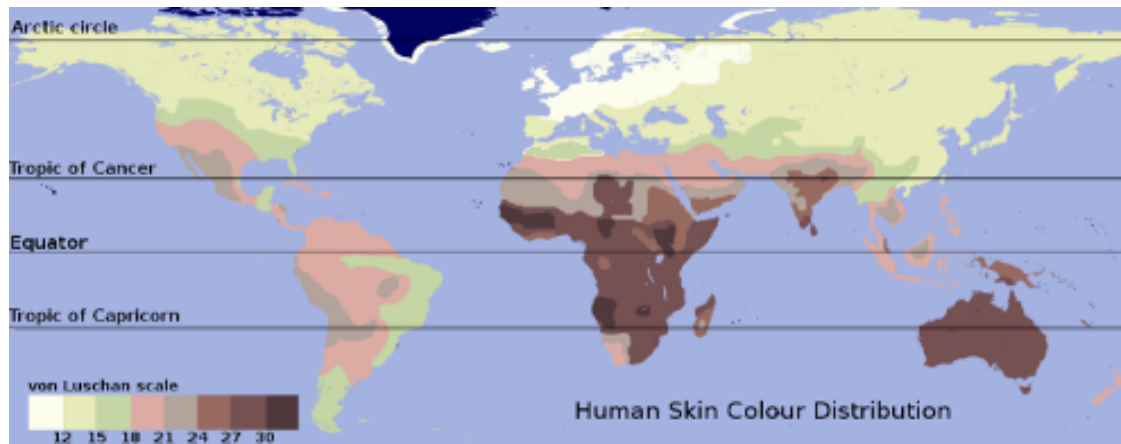 Arctic circle
Tropic of Cancer
Equator
Tropic of Capricorn
von Luschan scale
12 15 18 21 24 27 30
Human Skin Colour Distribution